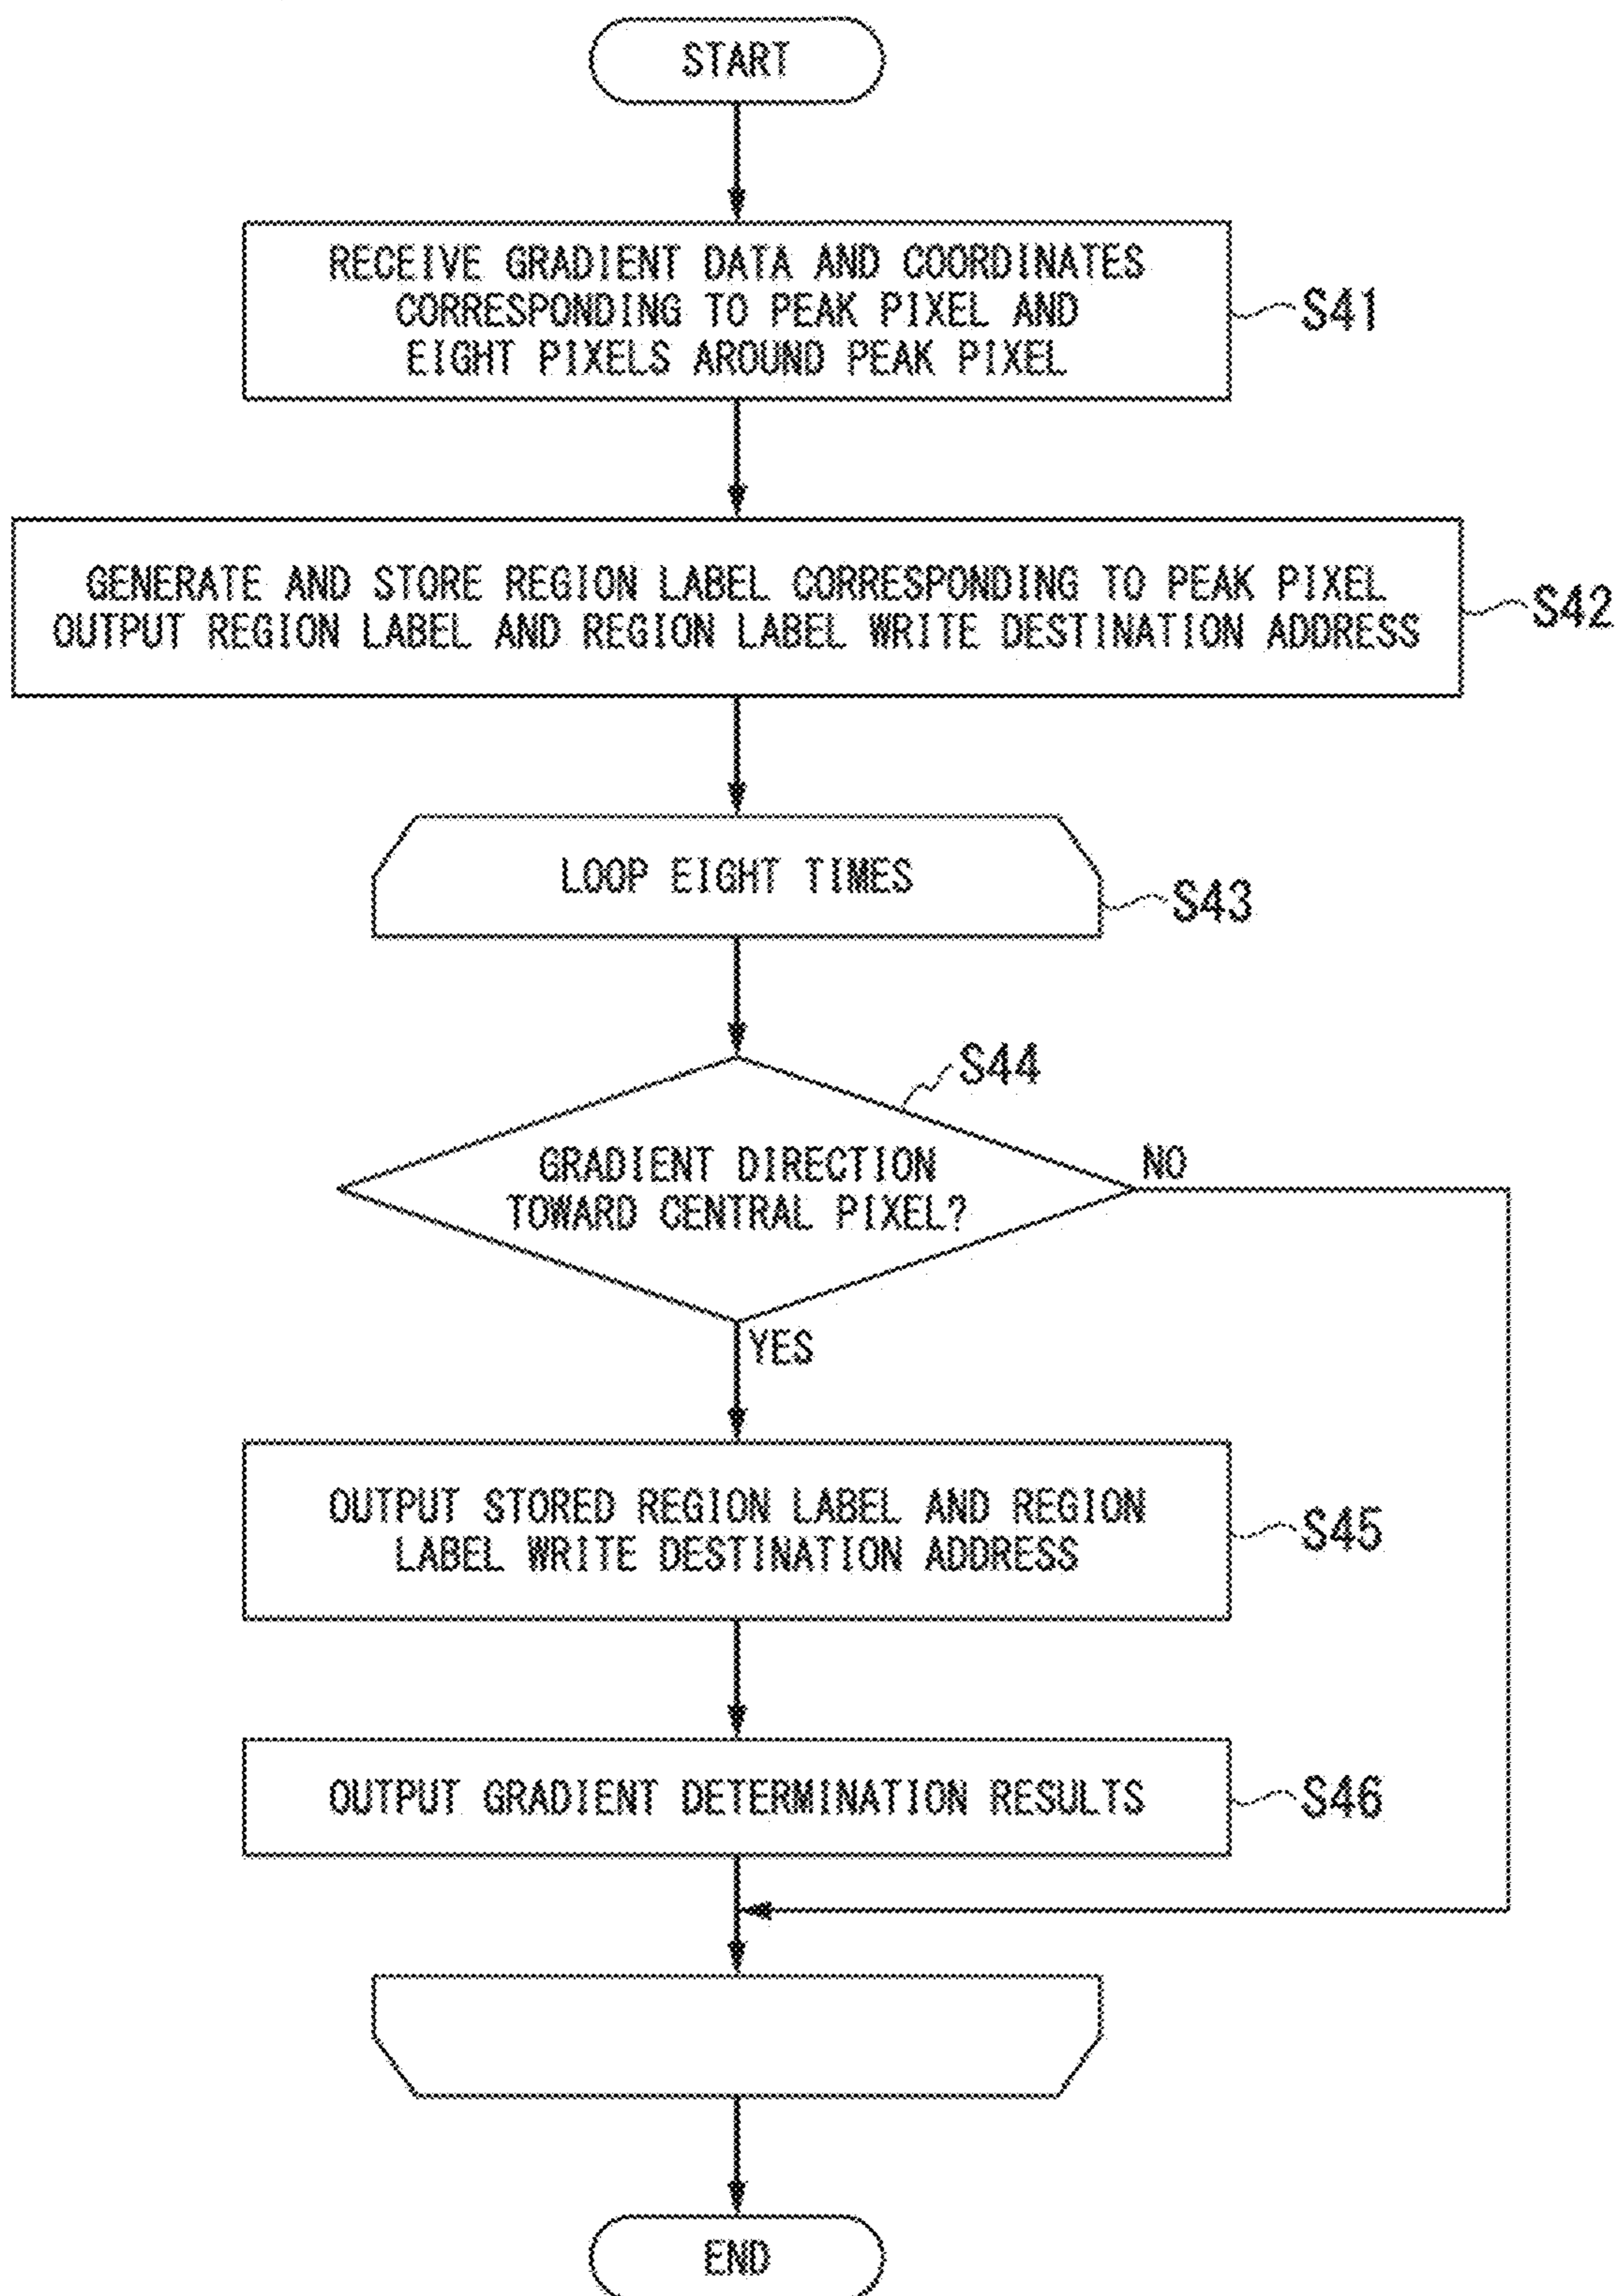 START
RECEIVE GRADIENT DATA AND COORDINATES
CORRESPONDING TO PEAK PIXEL AND
EIGHT PIXELS AROUND PEAK PIXEL
S41
GENERATE AND STORE REGION LABEL CORRESPONDING TO PEAK PIXEL
OUTPUT REGION LABEL AND REGION LABEL WRITE DESTINATION ADDRESS
S42
LOOP EIGHT TIMES
S43
S44
GRADIENT DIRECTION
TOWARD CENTRAL PIXEL?
NO
YES
OUTPUT STORED REGION LABEL AND REGION
LABEL WRITE DESTINATION ADDRESS
S45
OUTPUT GRADIENT DETERMINATION RESULTS
S46
END